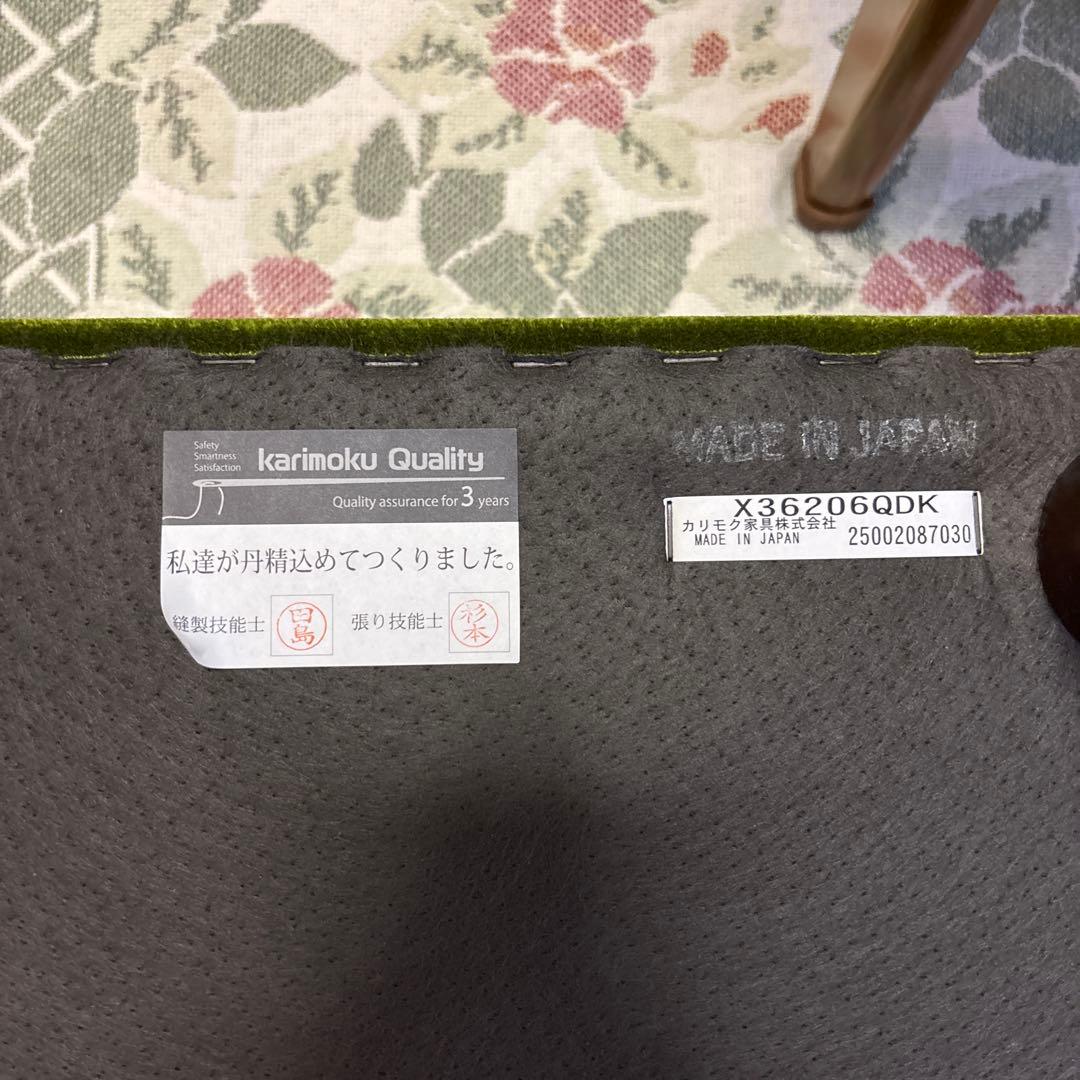 Safety
Smartness
Satisfaction
karimoku Quality
Quality assurance for 3 years
私達が丹精込めてつくりました。
縫製技能士
臼島
張り技能士
杉本
MADE IN JAPAN
X36206QDK
カリモク家具株式会社
MADE IN JAPAN
25002087030